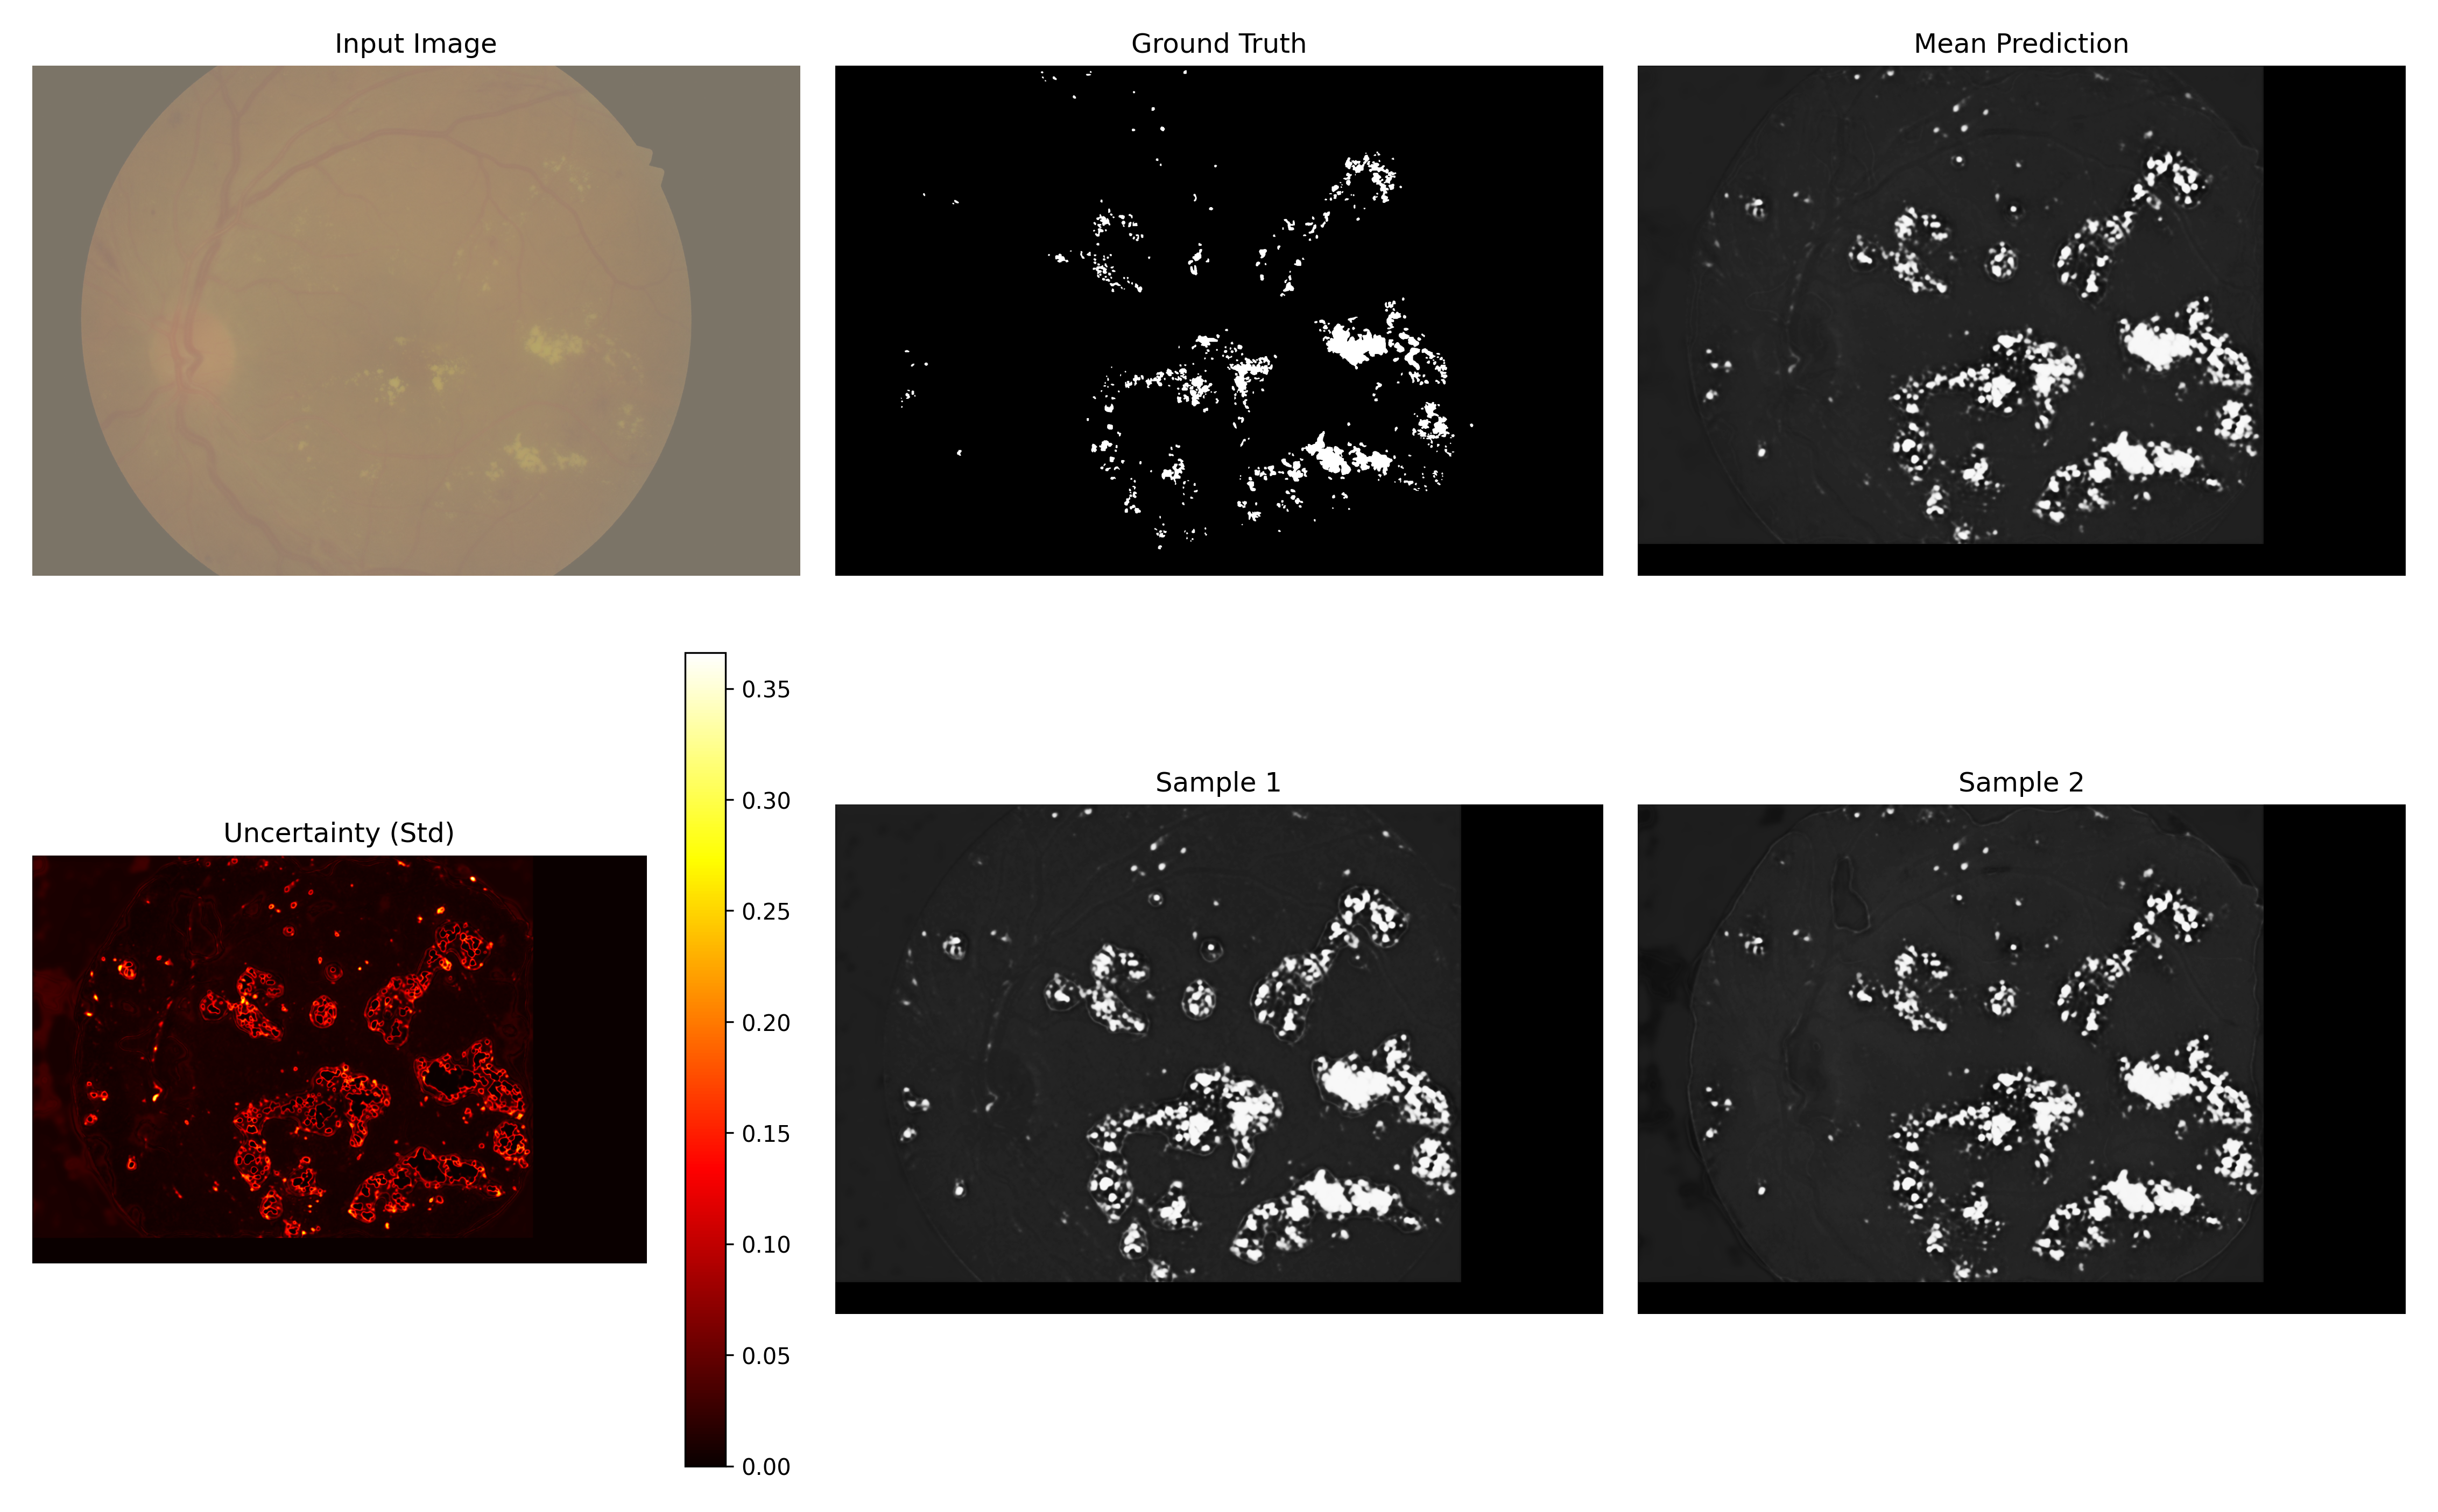 Input Image
Ground Truth
Mean Prediction
Uncertainty (Std)
0.35
0.30
0.25
0.20
0.15
0.10
0.05
0.00
Sample 1
Sample 2